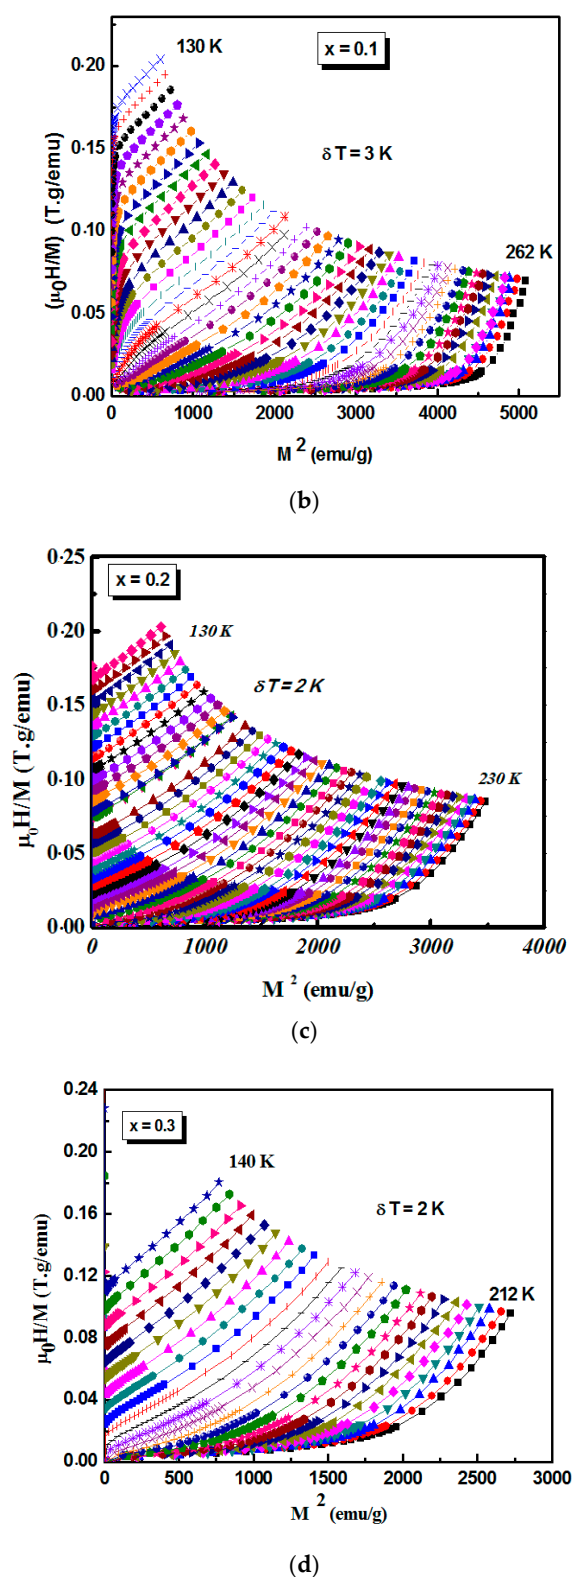 130 K
x = 0.1
0·20
0·15
δ T = 3 K
0·10
(μ0H/M) (T.g/emu)
262 K
0·05
0·00
0 1000 2000 3000 4000 5000
M 2 (emu/g)
(b)
0·25
x = 0.2
0·20
130 K
δ T = 2 K
0·15
μ0H/M (T.g/emu)
0·10
230 K
0·05
0·00
0 1000 2000 3000 4000
M 2 (emu/g)
(c)
0.24
x = 0.3
0.20
140 K
δ T = 2 K
0.16
μ0H/M (T.g/emu)
0.12
212 K
0.08
0.04
0.00
0 500 1000 1500 2000 2500 3000
M 2 (emu/g)
(d)